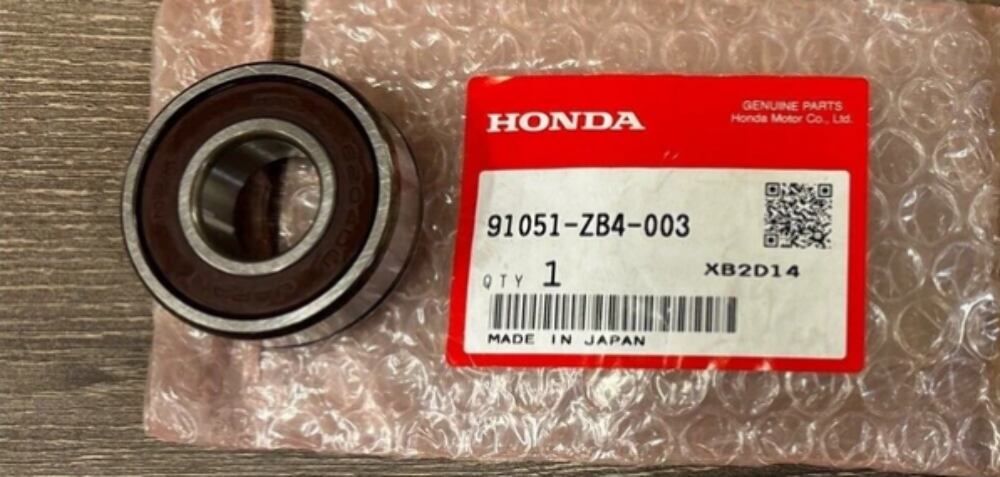 HONDA
GENUINE PARTS
Honda Motor Co., Ltd.
91051-ZB4-003
QTY 1
XB2D14
MADE IN JAPAN